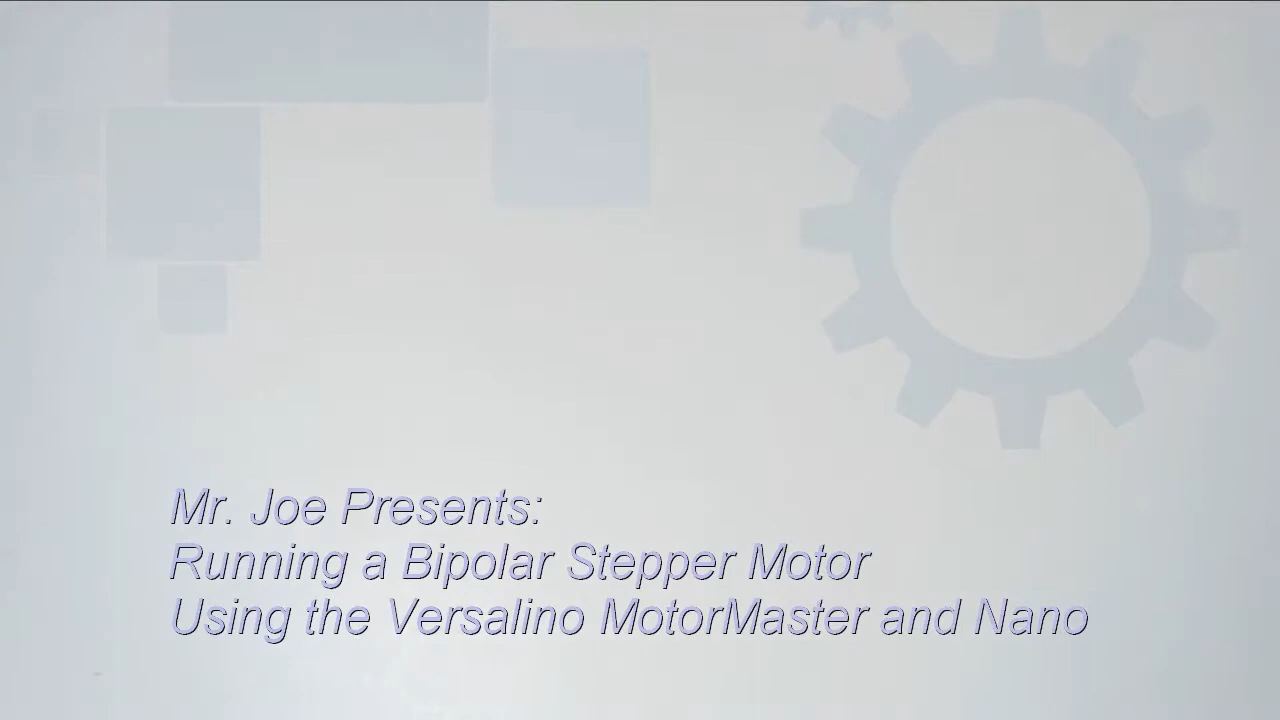 Mr. Joe Presents:
Running a Bipolar Stepper Motor
Using the Versalino MotorMaster and Nano